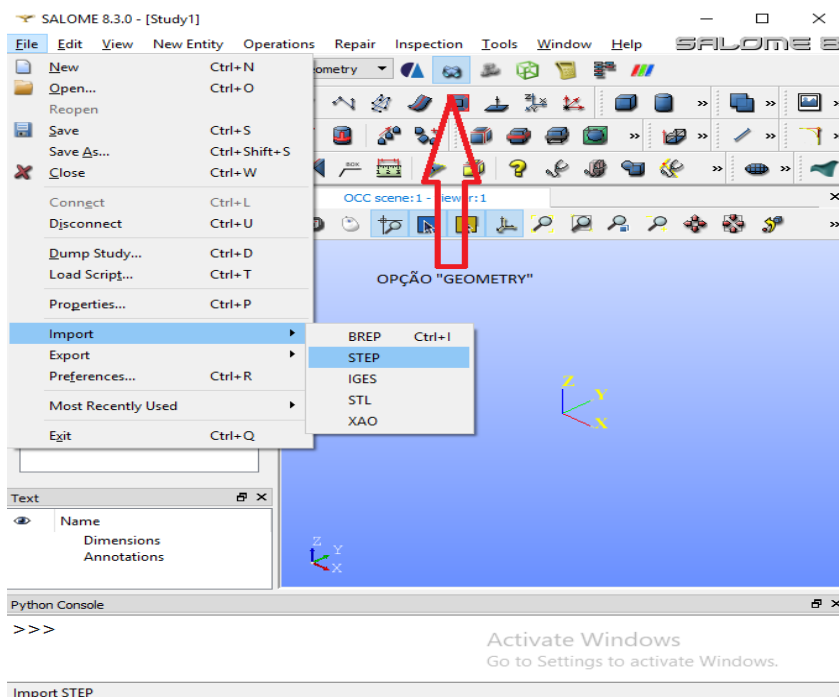 SALOME 8.3.0 - [Study1]
File Edit View New Entity Operations Repair Inspection Tools Window Help SALOME 8
New Ctrl+N
ometry
Open... Ctrl+O
Reopen
Save Ctrl+S
Save As... Ctrl+Shift+S
Close Ctrl+W
BOX
Connect Ctrl+L
OCC scene:1 - viewer:1
Disconnect Ctrl+U
Dump Study... Ctrl+D
Load Script... Ctrl+T
OPÇÃO "GEOMETRY"
Properties... Ctrl+P
Import
BREP Ctrl+I
Export
STEP
Preferences... Ctrl+R
IGES
Most Recently Used
STL
XAO
Exit Ctrl+Q
Z
Y
X
Text
Name
Dimensions
Annotations
Z
Y
X
Python Console
>>>
Activate Windows
Go to Settings to activate Windows.
Import STEP